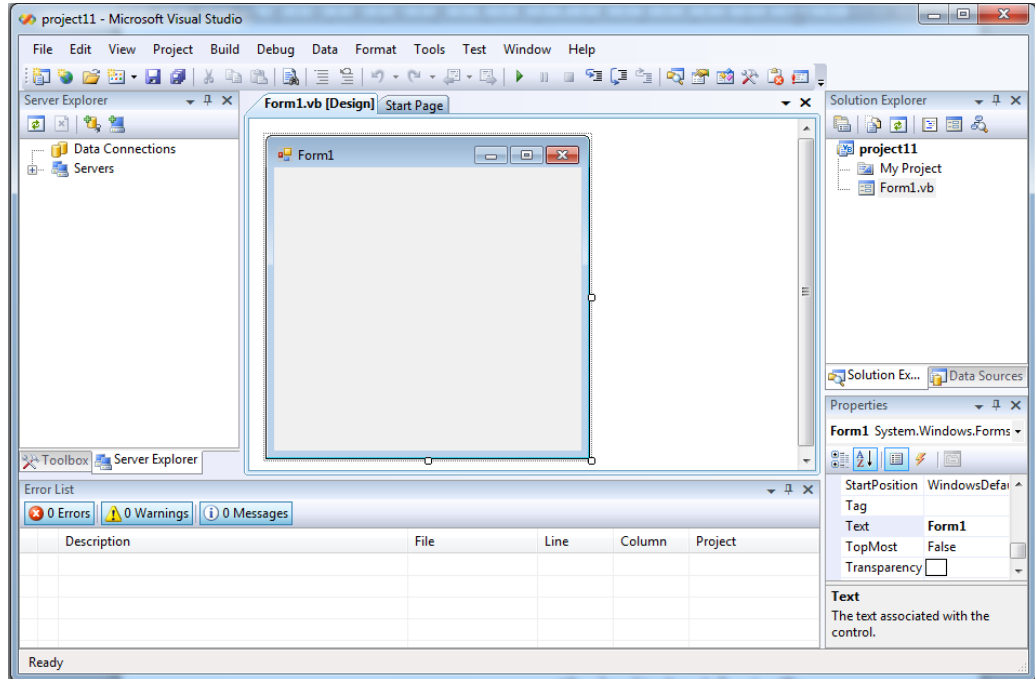 project11 - Microsoft Visual Studio
File Edit View Project Build Debug Data Format Tools Test Window Help
Server Explorer
Data Connections
Servers
Toolbox Server Explorer
Form1.vb [Design] Start Page
Form1
Solution Explorer
project11
My Project
Form1.vb
Solution Ex... Data Sources
Properties
Form1 System.Windows.Forms
StartPosition WindowsDefau
Tag
Text Form1
TopMost False
Transparency
Text
The text associated with the
control.
Error List
0 Errors 0 Warnings 0 Messages
Description File Line Column Project
Ready